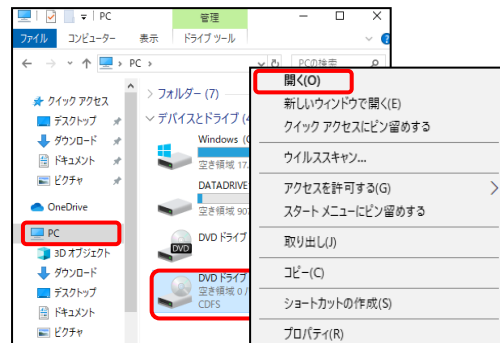 PC
管理
ファイル
コンピューター
表示
ドライブ ツール
PC
PCの検索
クイック アクセス
デスクトップ
ダウンロード
ドキュメント
ピクチャ
OneDrive
PC
3D オブジェクト
ダウンロード
デスクトップ
ドキュメント
ピクチャ
フォルダー (7)
デバイスとドライブ (4
Windows (C
空き領域 17.
DATADRIVE
空き領域 907
DVD ドライブ
DVD
DVD ドライブ
空き領域 0 /
CDFS
開く(O)
新しいウィンドウで開く(E)
クイック アクセスにピン留めする
ウイルススキャン...
アクセスを許可する(G)
スタート メニューにピン留めする
取り出し(J)
コピー(C)
ショートカットの作成(S)
プロパティ(R)